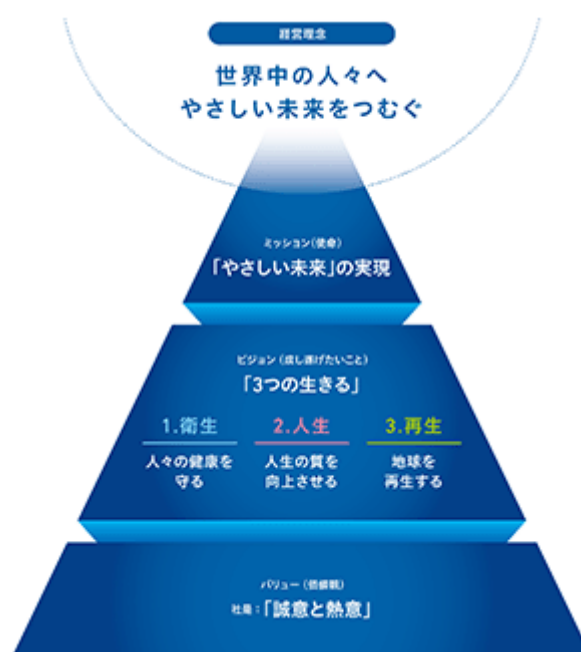 経営理念
世界中の人々へ
やさしい未来をつむぐ
ミッション(使命)
「やさしい未来」の実現
ビジョン(成し遂げたいこと)
「3つの生きる」
1.衛生 2.人生 3.再生
人々の健康を 人生の質を 地球を
守る 向上させる 再生する
バリュー(価値観)
社是:「誠意と熱意」